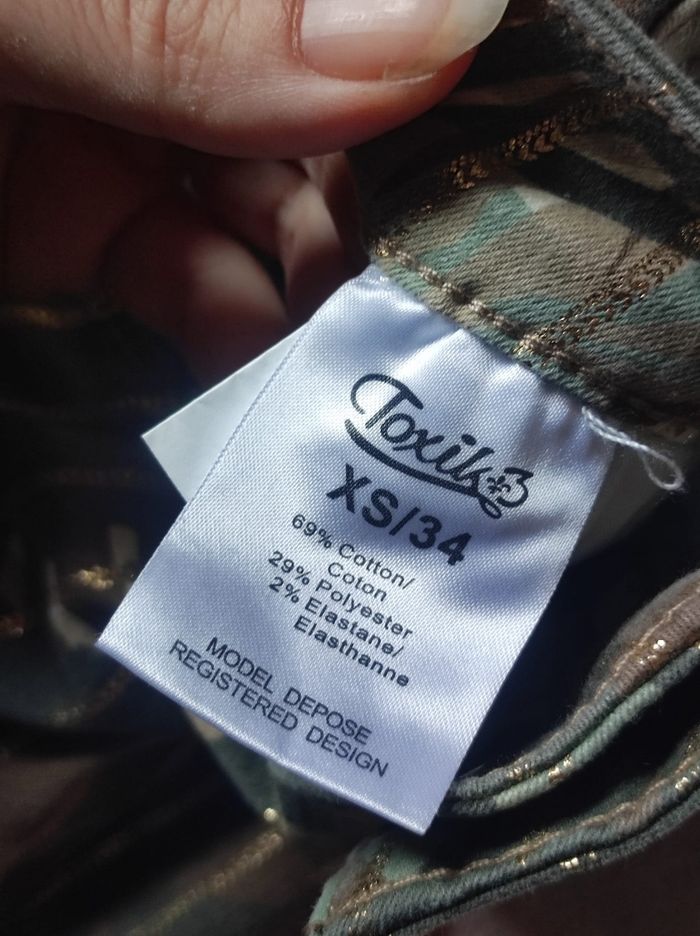 Toxik3
XS/34
69% Cotton/
Coton
29% Polyester
2% Elastane/
Elasthanne
MODEL DEPOSE
REGISTERED DESIGN